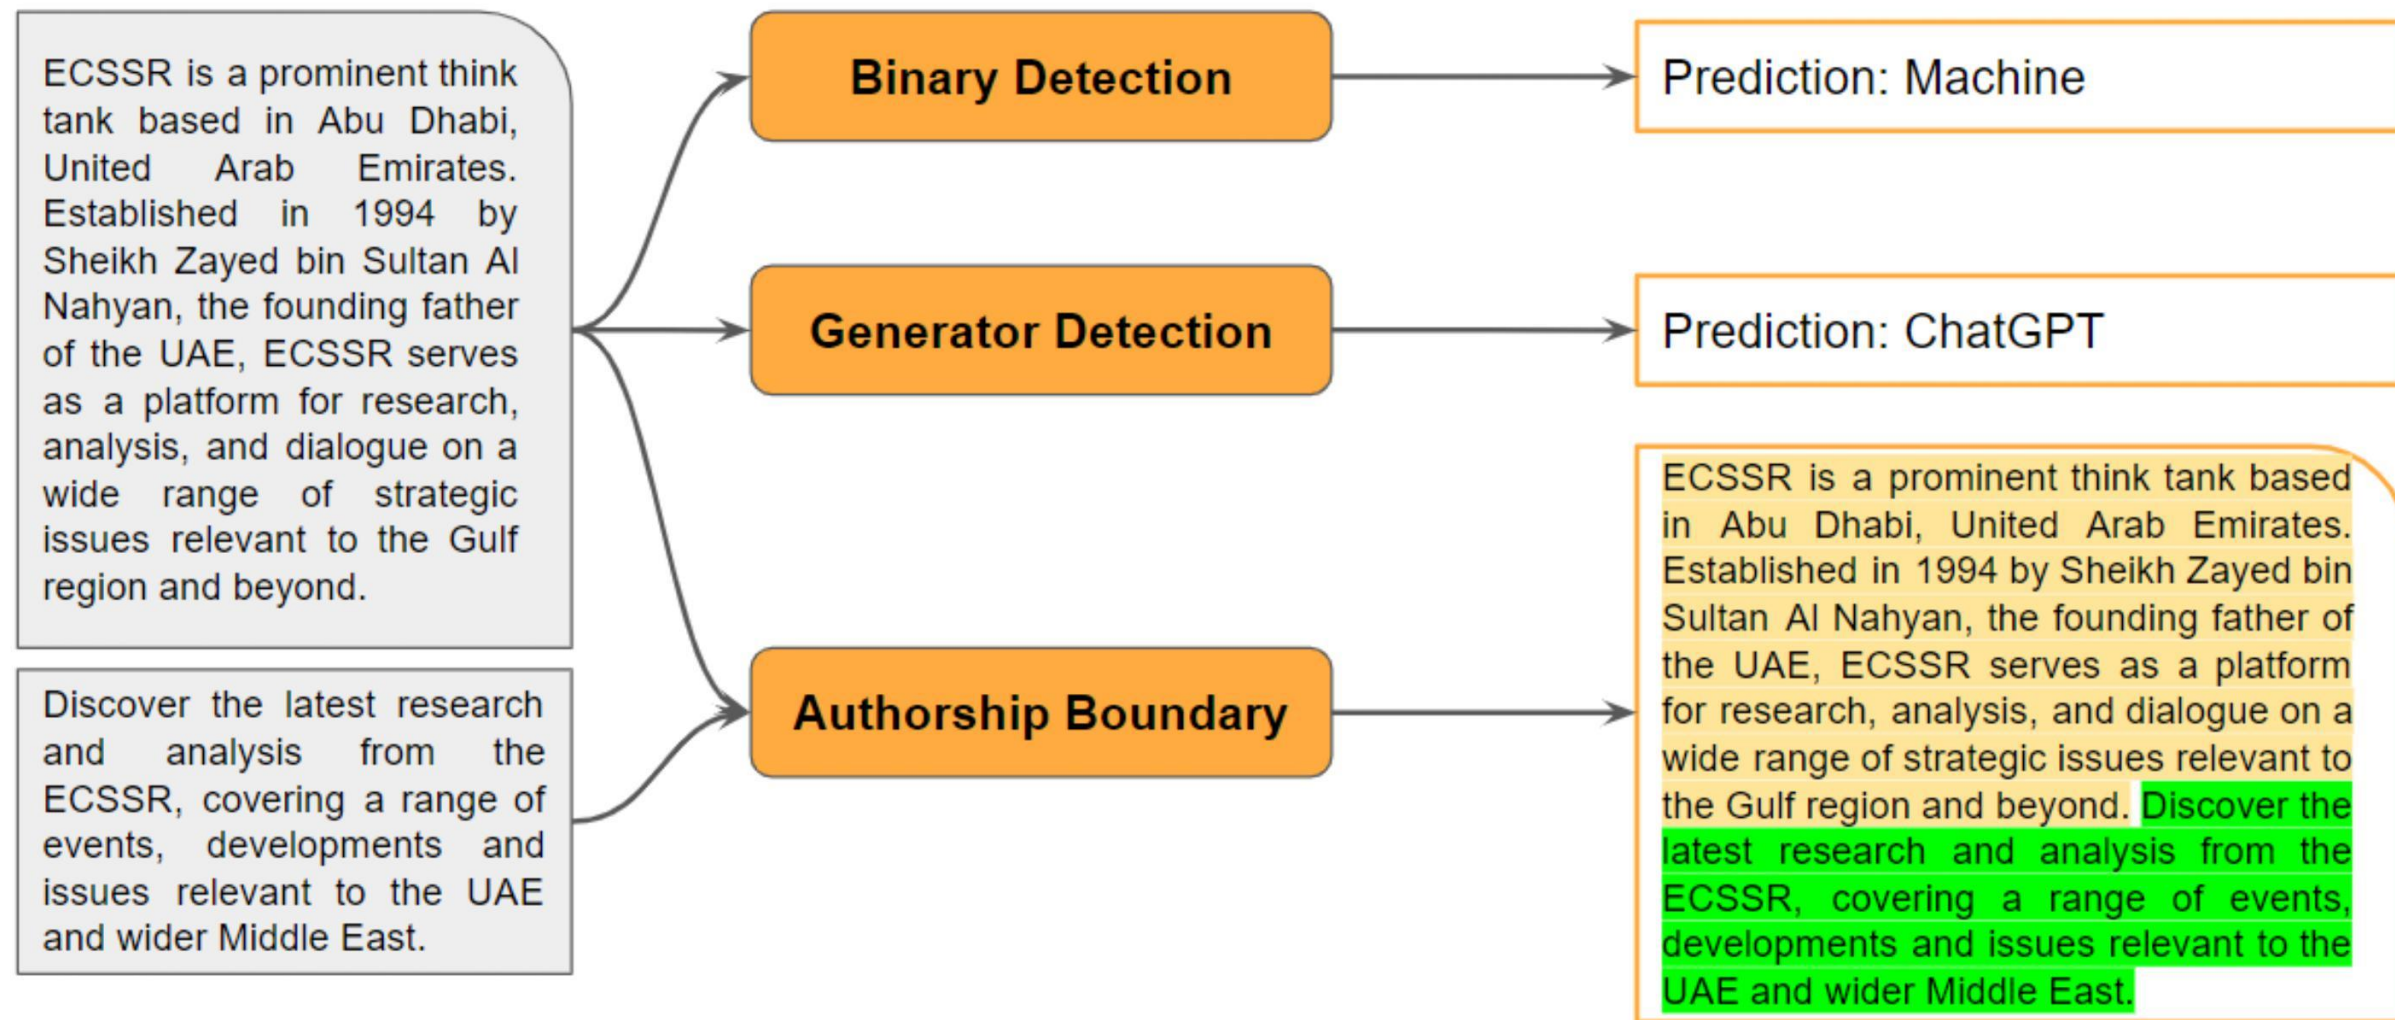 ECSSR is a prominent think
tank based in Abu Dhabi,
United Arab Emirates.
Established in 1994 by
Sheikh Zayed bin Sultan Al
Nahyan, the founding father
of the UAE, ECSSR serves
as a platform for research,
analysis, and dialogue on a
wide range of strategic
issues relevant to the Gulf
region and beyond.
Discover the latest research
and analysis from the
ECSSR, covering a range of
events, developments and
issues relevant to the UAE
and wider Middle East.
Binary Detection
Prediction: Machine
Generator Detection
Prediction: ChatGPT
Authorship Boundary
ECSSR is a prominent think tank based
in Abu Dhabi, United Arab Emirates.
Established in 1994 by Sheikh Zayed bin
Sultan Al Nahyan, the founding father of
the UAE, ECSSR serves as a platform
for research, analysis, and dialogue on a
wide range of strategic issues relevant to
the Gulf region and beyond. Discover the
latest research and analysis from the
ECSSR, covering a range of events,
developments and issues relevant to the
UAE and wider Middle East.